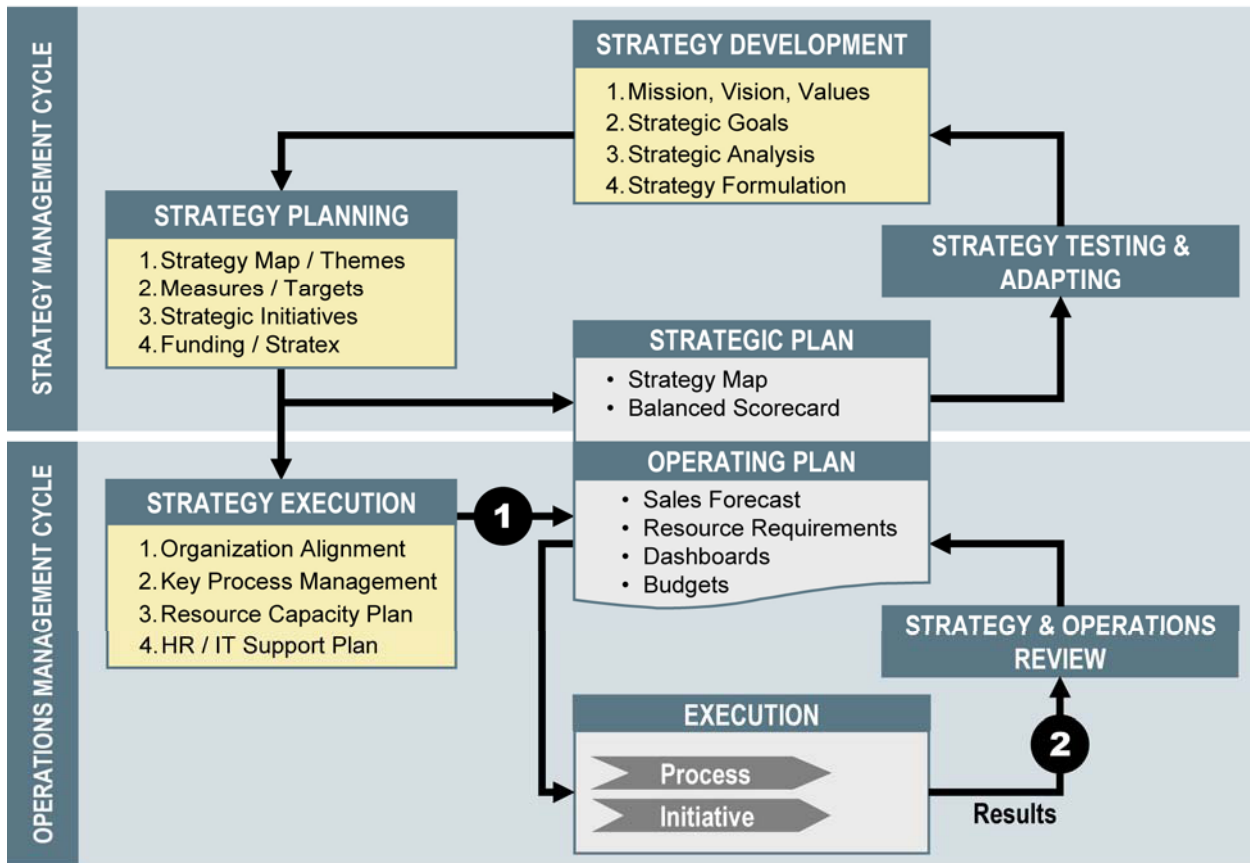 STRATEGY MANAGEMENT CYCLE
STRATEGY DEVELOPMENT
1. Mission, Vision, Values
2. Strategic Goals
3. Strategic Analysis
4. Strategy Formulation
STRATEGY PLANNING
1. Strategy Map / Themes
2. Measures / Targets
3. Strategic Initiatives
4. Funding / Stratex
STRATEGY TESTING &
ADAPTING
STRATEGIC PLAN
• Strategy Map
• Balanced Scorecard
OPERATIONS MANAGEMENT CYCLE
STRATEGY EXECUTION
1. Organization Alignment
2. Key Process Management
3. Resource Capacity Plan
4. HR / IT Support Plan
1
OPERATING PLAN
• Sales Forecast
• Resource Requirements
• Dashboards
• Budgets
STRATEGY & OPERATIONS
REVIEW
2
EXECUTION
Process
Initiative
Results